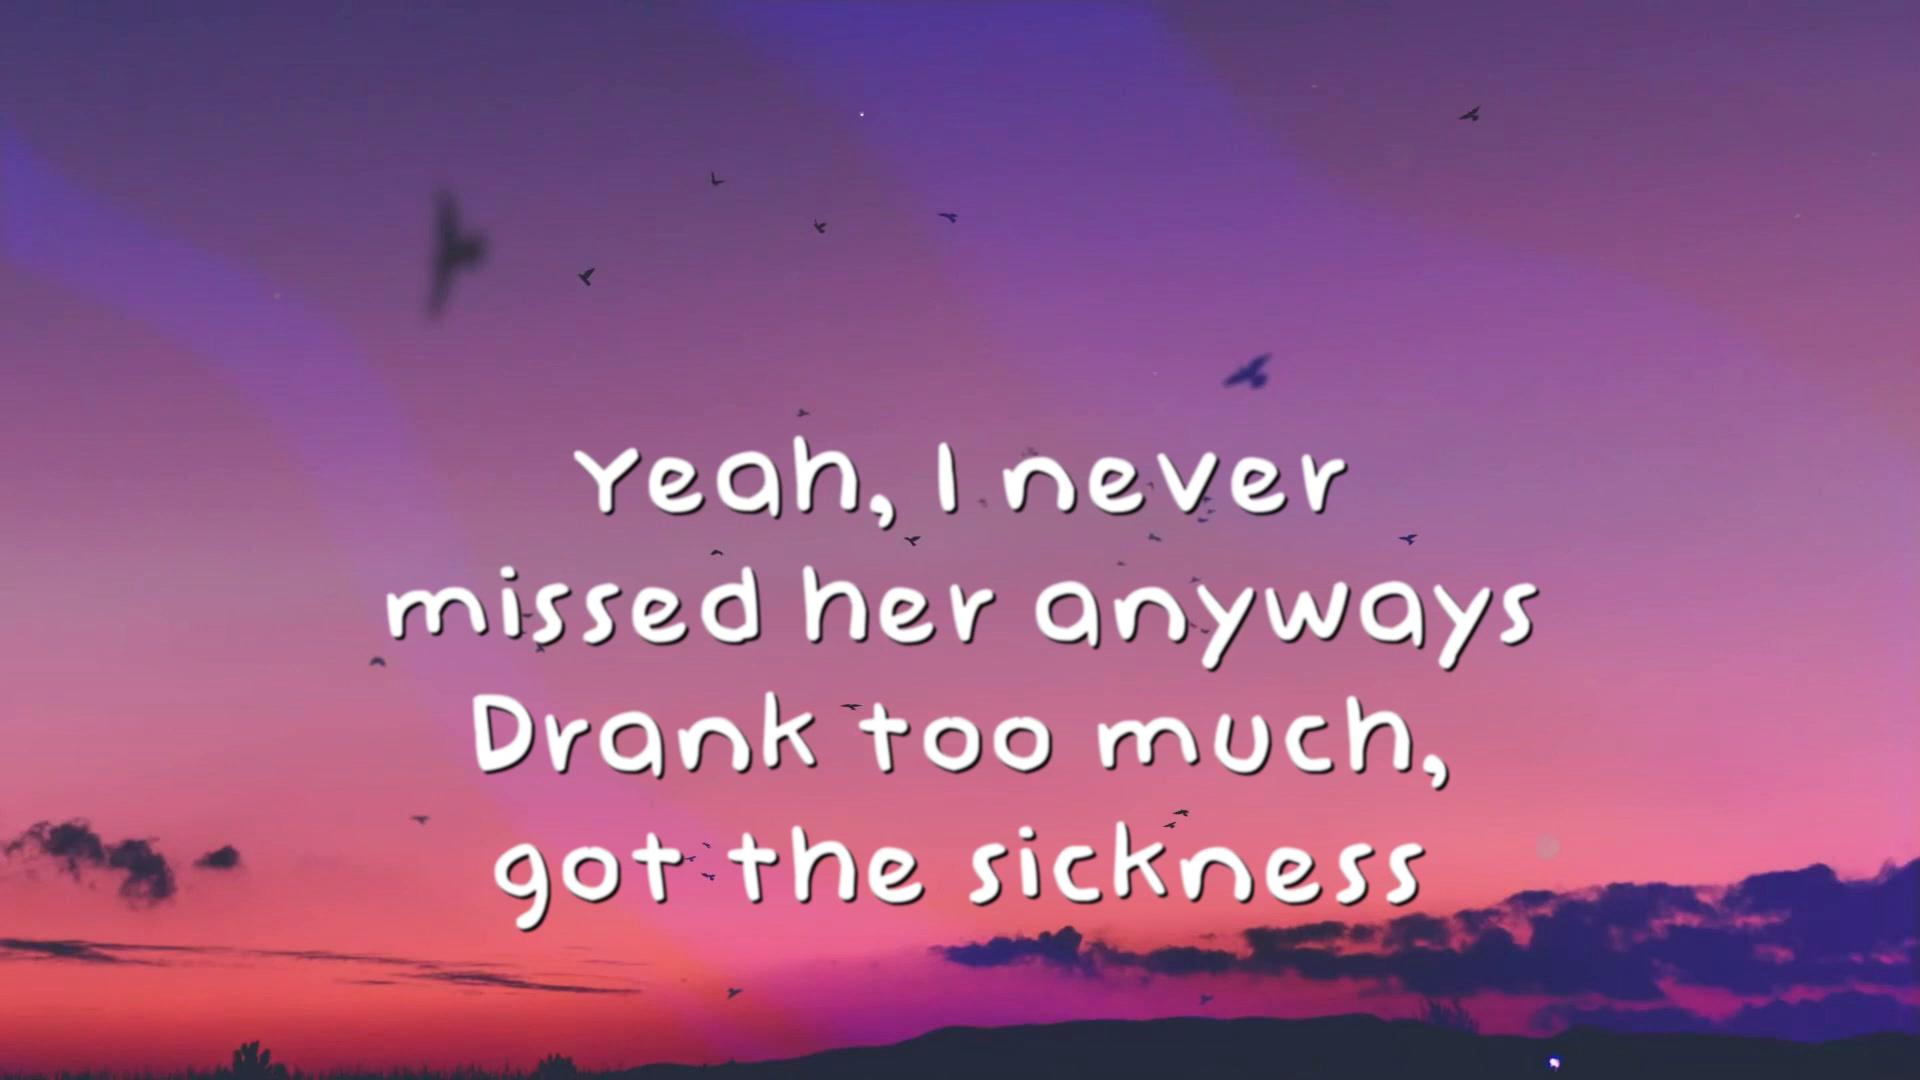 Yeah, I never
missed her anyways
Drank too much,
got the sickness